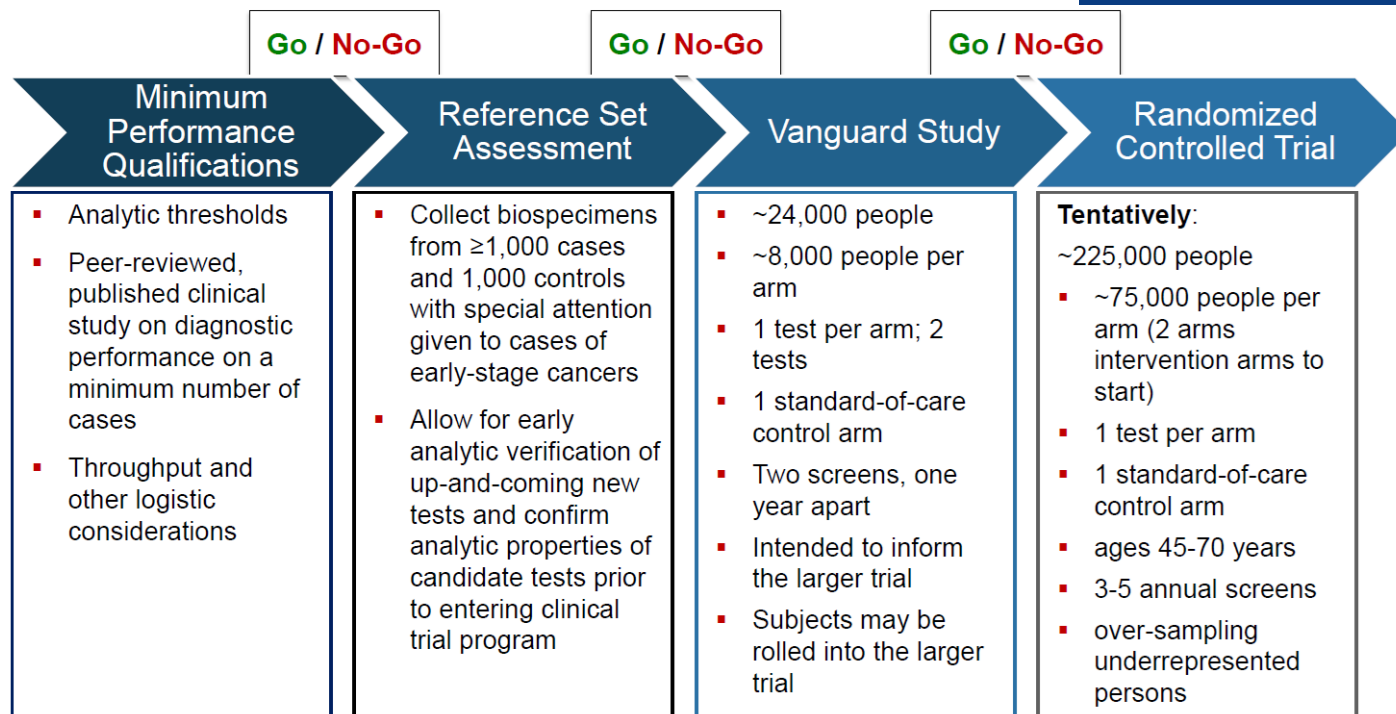 Go / No-Go
Go / No-Go
Go / No-Go
Minimum
Performance
Qualifications
Reference Set
Assessment
Vanguard Study
Randomized
Controlled Trial
▪ Analytic thresholds
▪ Peer-reviewed,
published clinical
study on diagnostic
performance on a
minimum number of
cases
▪ Throughput and
other logistic
considerations
▪ Collect biospecimens
from ≥1,000 cases
and 1,000 controls
with special attention
given to cases of
early-stage cancers
▪ Allow for early
analytic verification of
up-and-coming new
tests and confirm
analytic properties of
candidate tests prior
to entering clinical
trial program
▪ ~24,000 people
▪ ~8,000 people per
arm
▪ 1 test per arm; 2
tests
▪ 1 standard-of-care
control arm
▪ Two screens, one
year apart
▪ Intended to inform
the larger trial
▪ Subjects may be
rolled into the larger
trial
Tentatively:
~225,000 people
▪ ~75,000 people per
arm (2 arms
intervention arms to
start)
▪ 1 test per arm
▪ 1 standard-of-care
control arm
▪ ages 45-70 years
▪ 3-5 annual screens
▪ over-sampling
underrepresented
persons